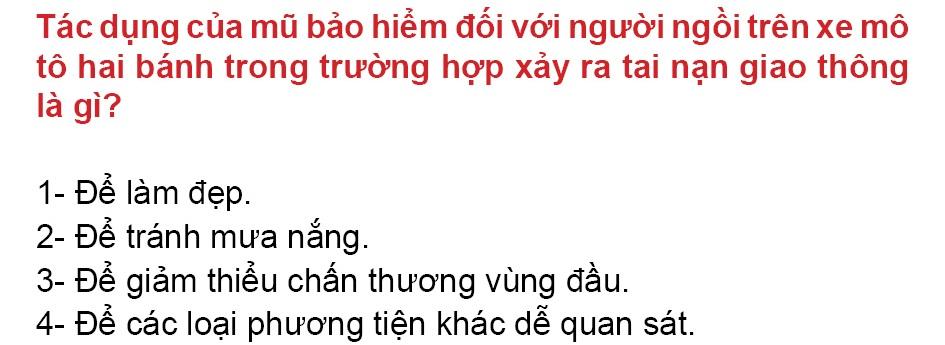 Tác dụng của mũ bảo hiểm đối với người ngồi trên xe mô
tô hai bánh trong trường hợp xảy ra tai nạn giao thông
là gì?
1- Để làm đẹp.
2- Để tránh mưa nắng.
3- Để giảm thiểu chấn thương vùng đầu.
4- Để các loại phương tiện khác dễ quan sát.